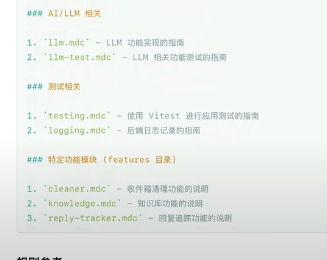 ### AI/LLM 相关
1. `llm.mdc` - LLM 功能实现的指南
2. `llm-test.mdc` - LLM 相关功能测试的指南
### 测试相关
1. `testing.mdc` - 使用 Vitest 进行应用测试的指南
2. `logging.mdc` - 后端日志记录的指南
### 特定功能模块 (features 目录)
1. `cleaner.mdc` - 收件箱清理功能的说明
2. `knowledge.mdc` - 知识库功能的说明
3. `reply-tracker.mdc` - 回复追踪功能的说明